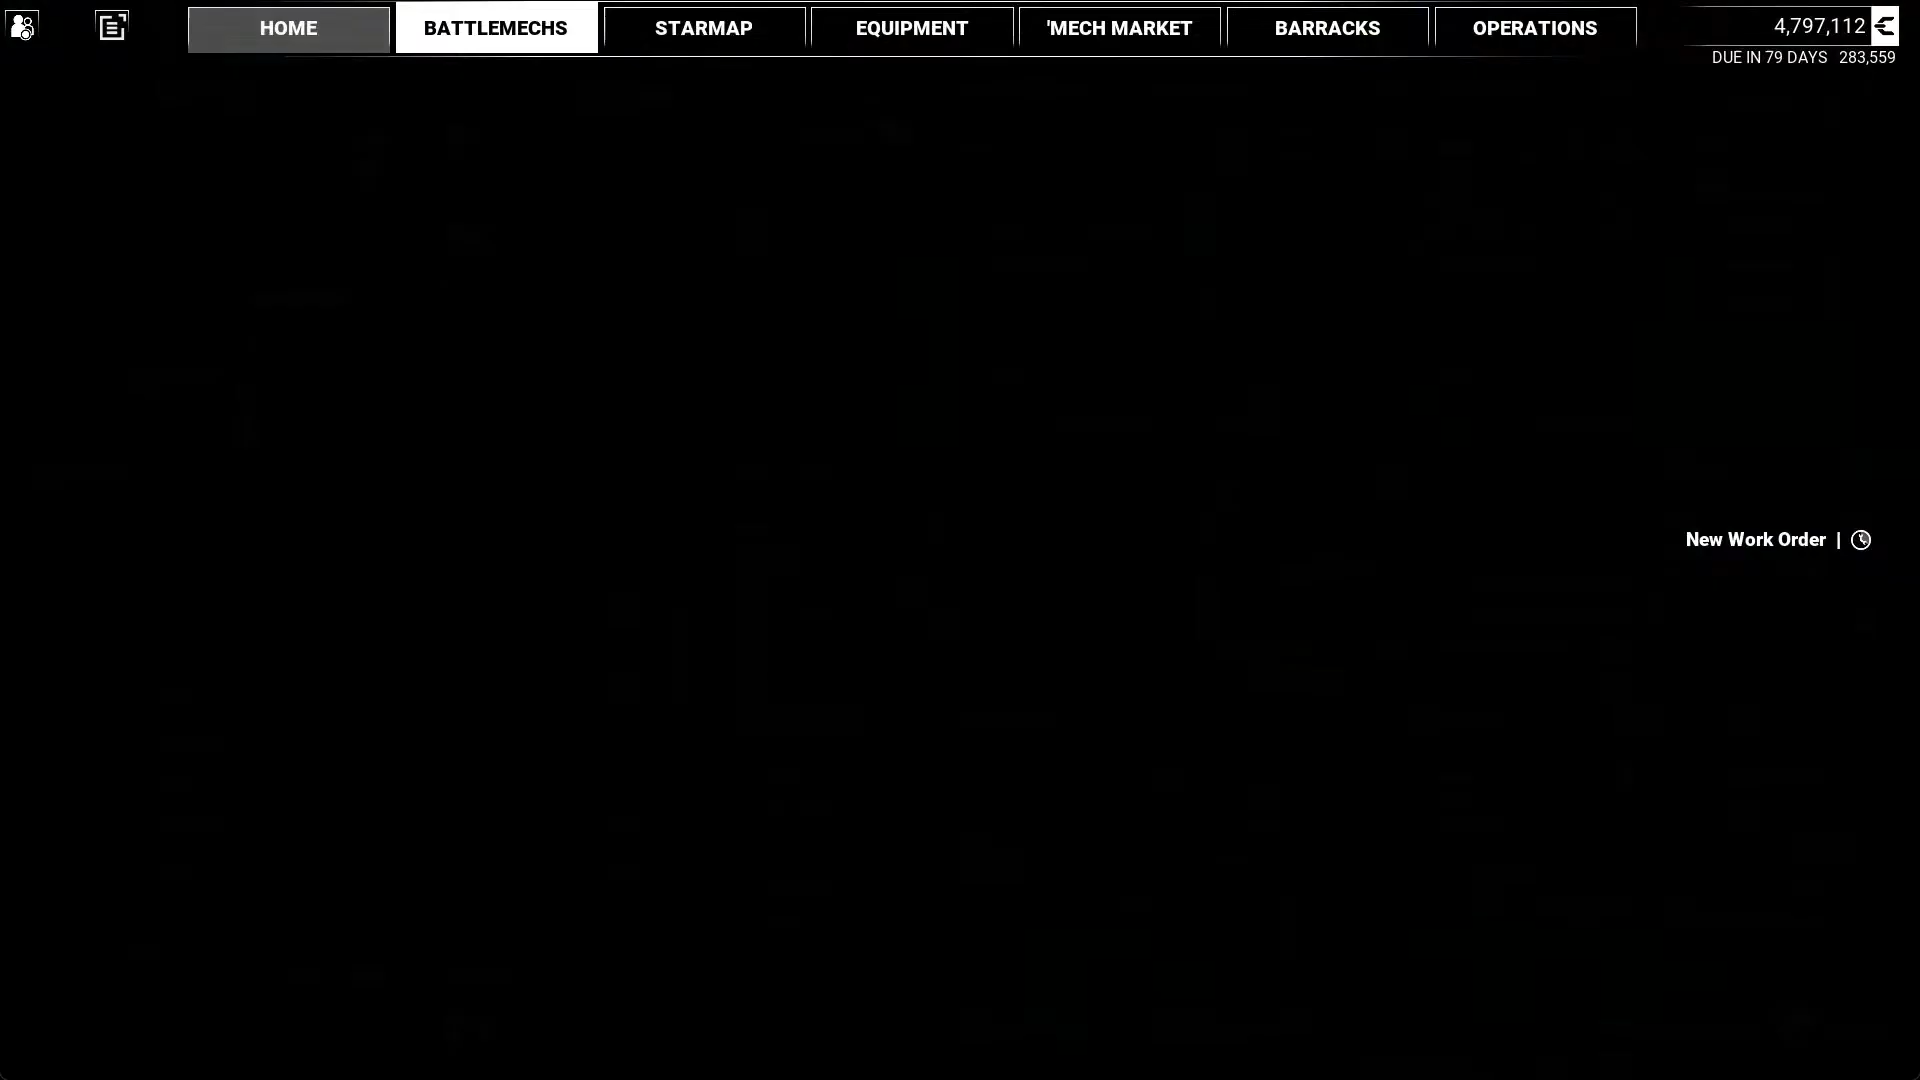 HOME
BATTLEMECHS
STARMAP
EQUIPMENT
'MECH MARKET
BARRACKS
OPERATIONS
4,797,112
DUE IN 79 DAYS 283,559
New Work Order |